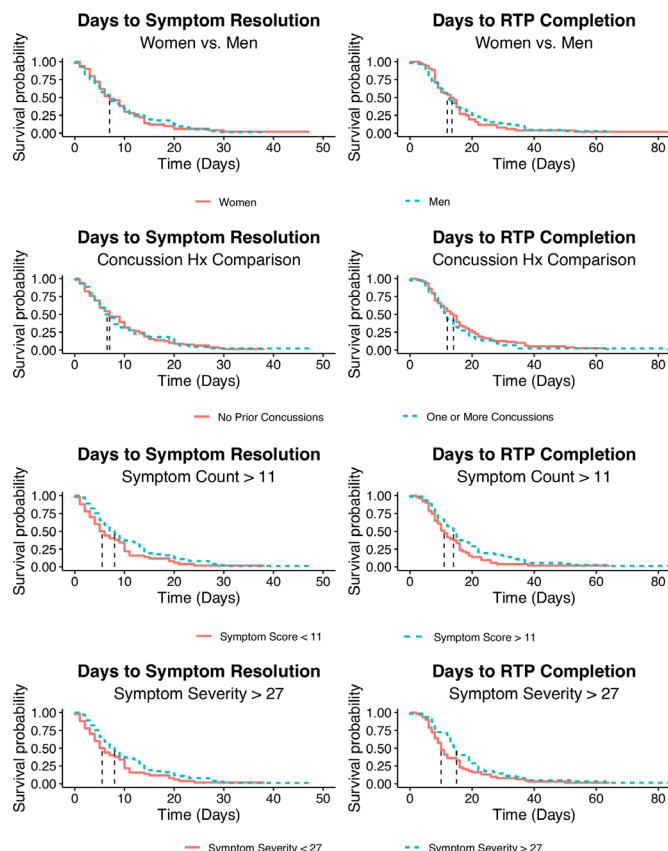 Days to Symptom Resolution
Women vs. Men
Survival probability
1.00
0.75
0.50
0.25
0.00
0 10 20 30 40 50
Time (Days)
Days to RTP Completion
Women vs. Men
Survival probability
1.00
0.75
0.50
0.25
0.00
0 20 40 60 80
Time (Days)
Women Men
Days to Symptom Resolution
Concussion Hx Comparison
Survival probability
1.00
0.75
0.50
0.25
0.00
0 10 20 30 40 50
Time (Days)
Days to RTP Completion
Concussion Hx Comparison
Survival probability
1.00
0.75
0.50
0.25
0.00
0 20 40 60 80
Time (Days)
No Prior Concussions One or More Concussions
Days to Symptom Resolution
Symptom Count > 11
Survival probability
1.00
0.75
0.50
0.25
0.00
0 10 20 30 40 50
Time (Days)
Days to RTP Completion
Symptom Count > 11
Survival probability
1.00
0.75
0.50
0.25
0.00
0 20 40 60 80
Time (Days)
Symptom Score < 11 Symptom Score > 11
Days to Symptom Resolution
Symptom Severity > 27
Survival probability
1.00
0.75
0.50
0.25
0.00
0 10 20 30 40 50
Time (Days)
Days to RTP Completion
Symptom Severity > 27
Survival probability
1.00
0.75
0.50
0.25
0.00
0 20 40 60 80
Time (Days)
Symptom Severity < 27 Symptom Severity > 27